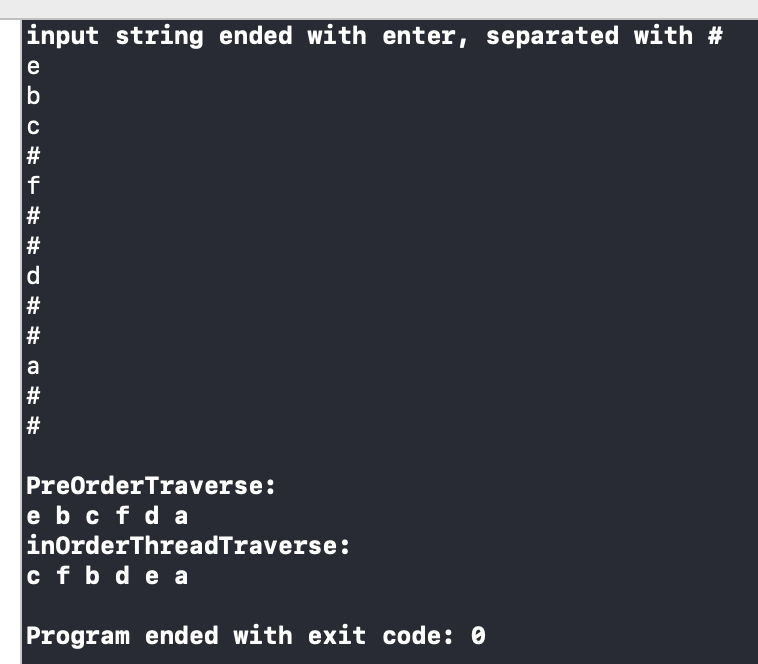 input string ended with enter, separated with #
e
b
c
#
f
#
#
d
#
#
a
#
#
PreOrderTraverse:
e b c f d a
inOrderThreadTraverse:
c f b d e a
Program ended with exit code: 0